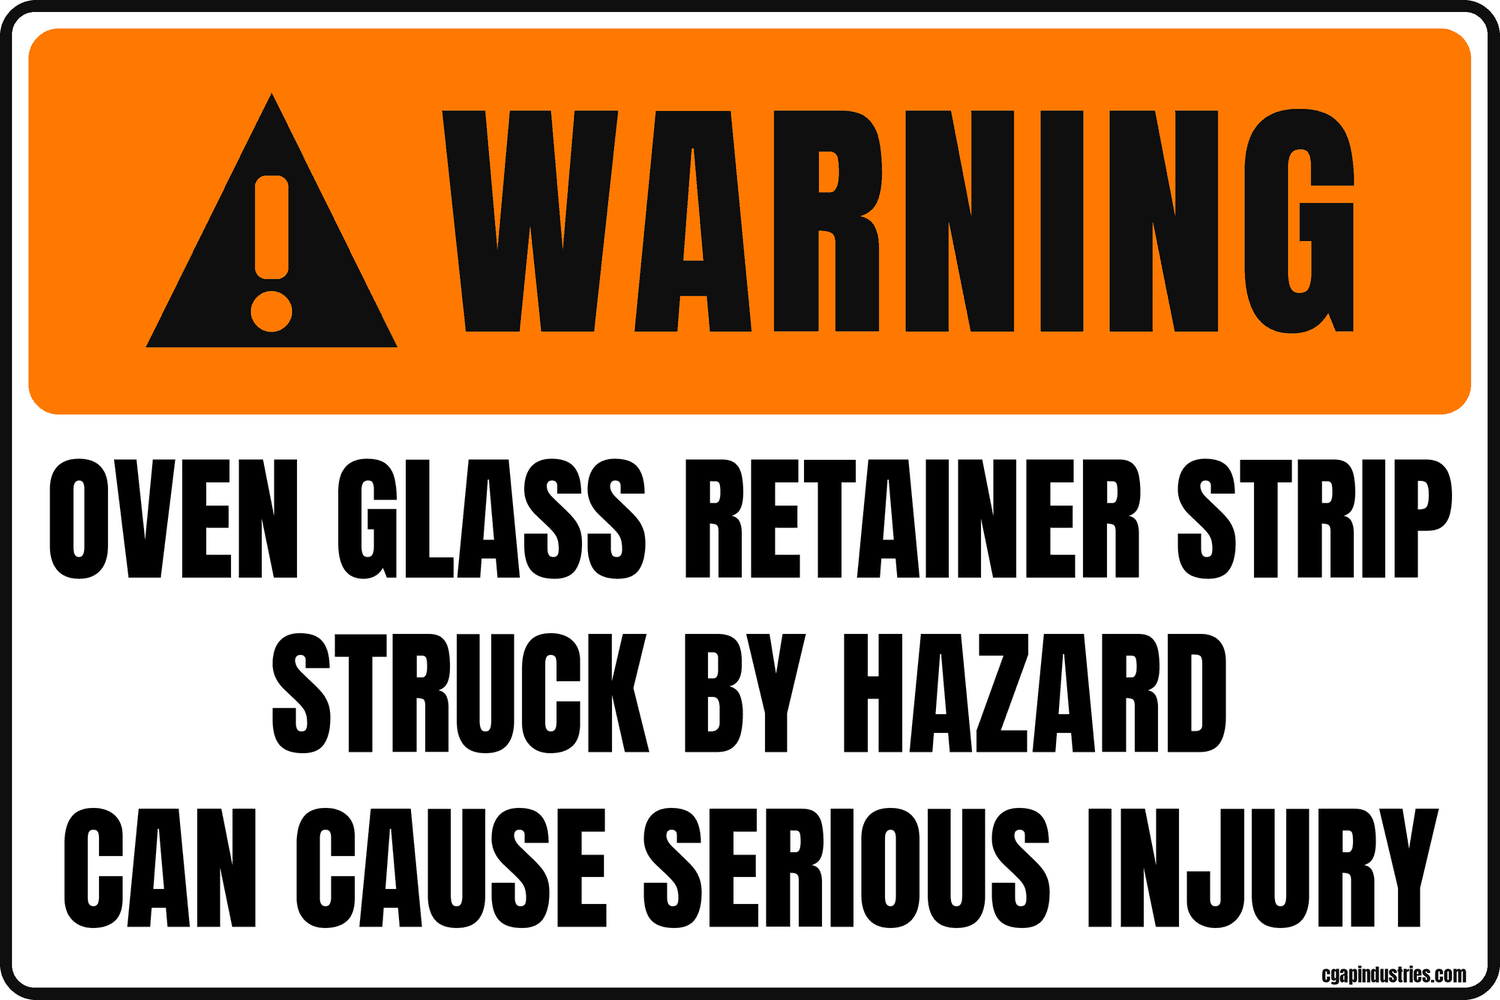 WARNING
OVEN GLASS RETAINER STRIP
STRUCK BY HAZARD
CAN CAUSE SERIOUS INJURY
cgapindustries.com